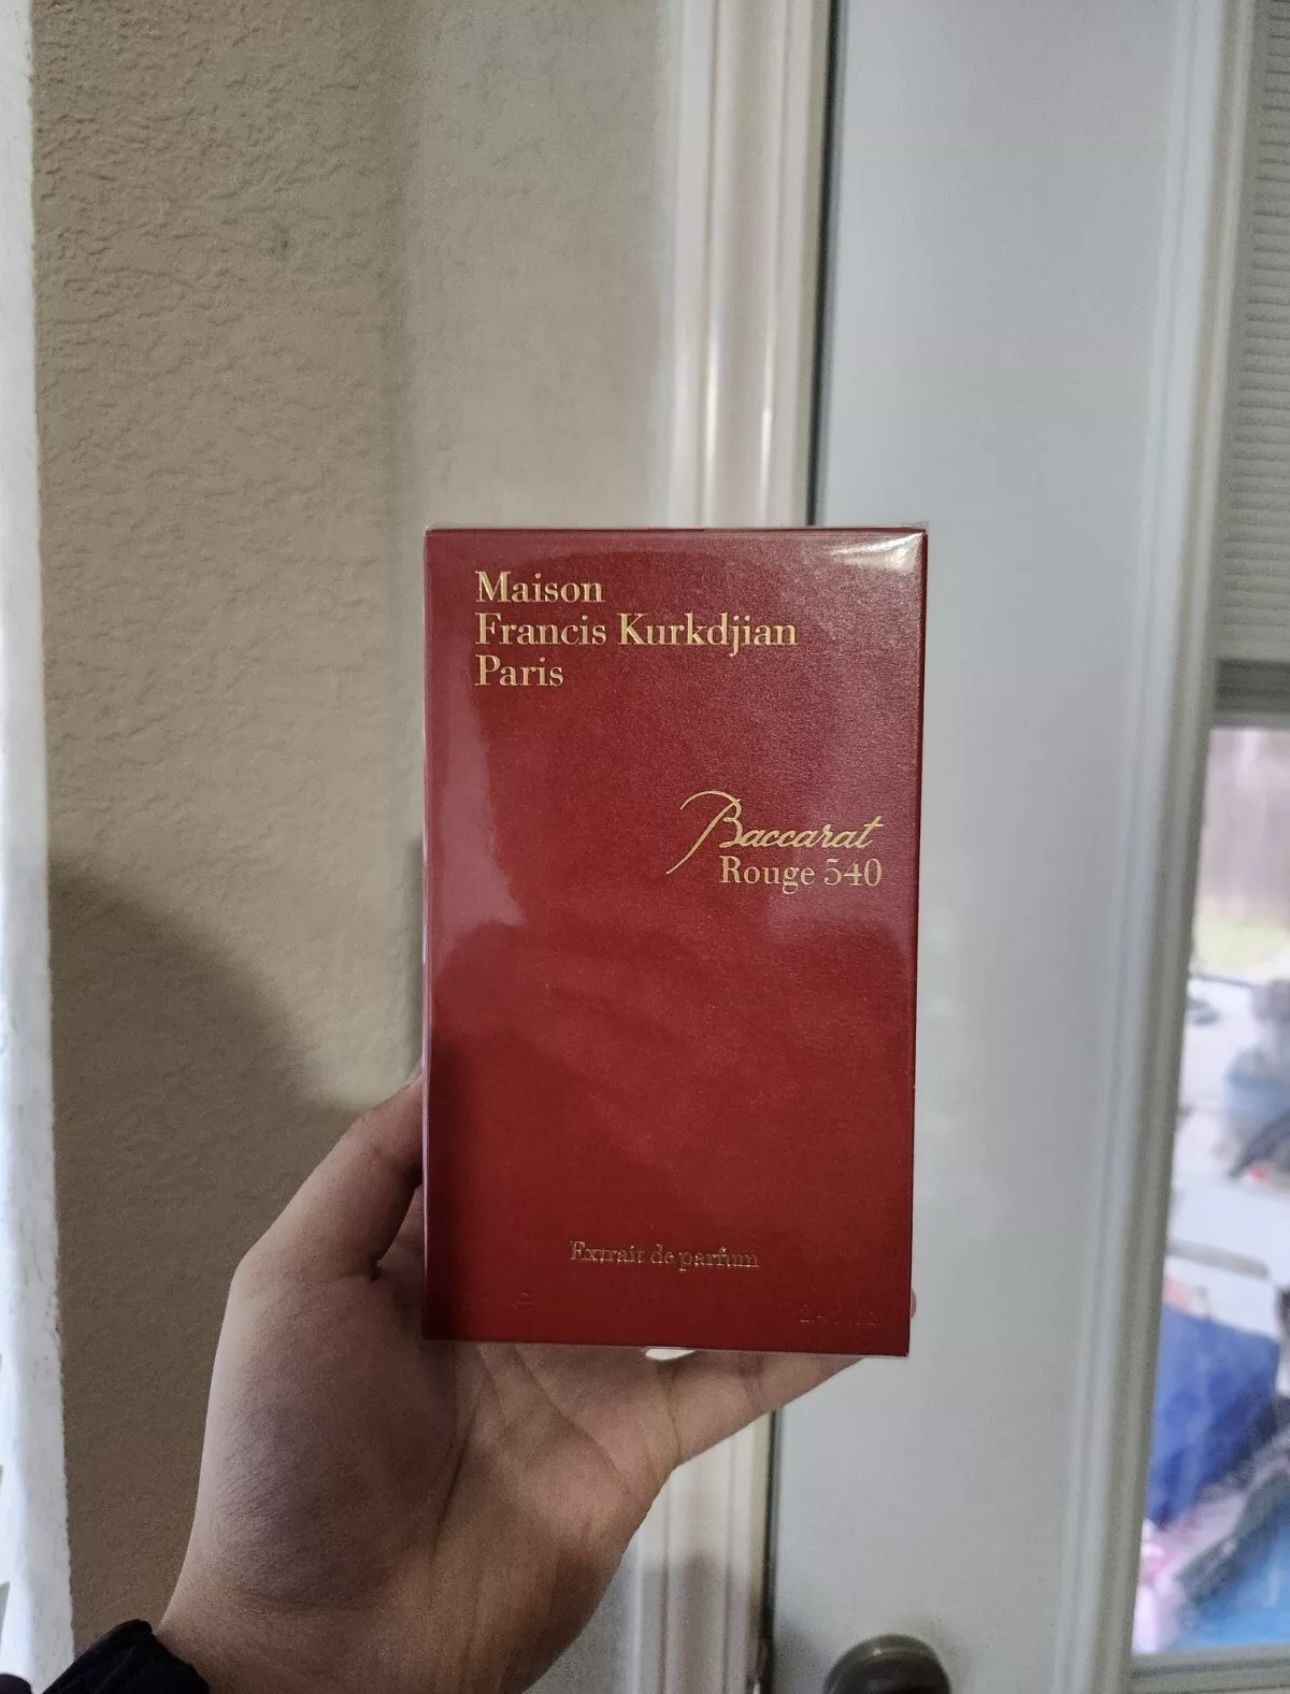 Maison
Francis Kurkdjian
Paris
Baccarat
Rouge 540
Extrait de parfum